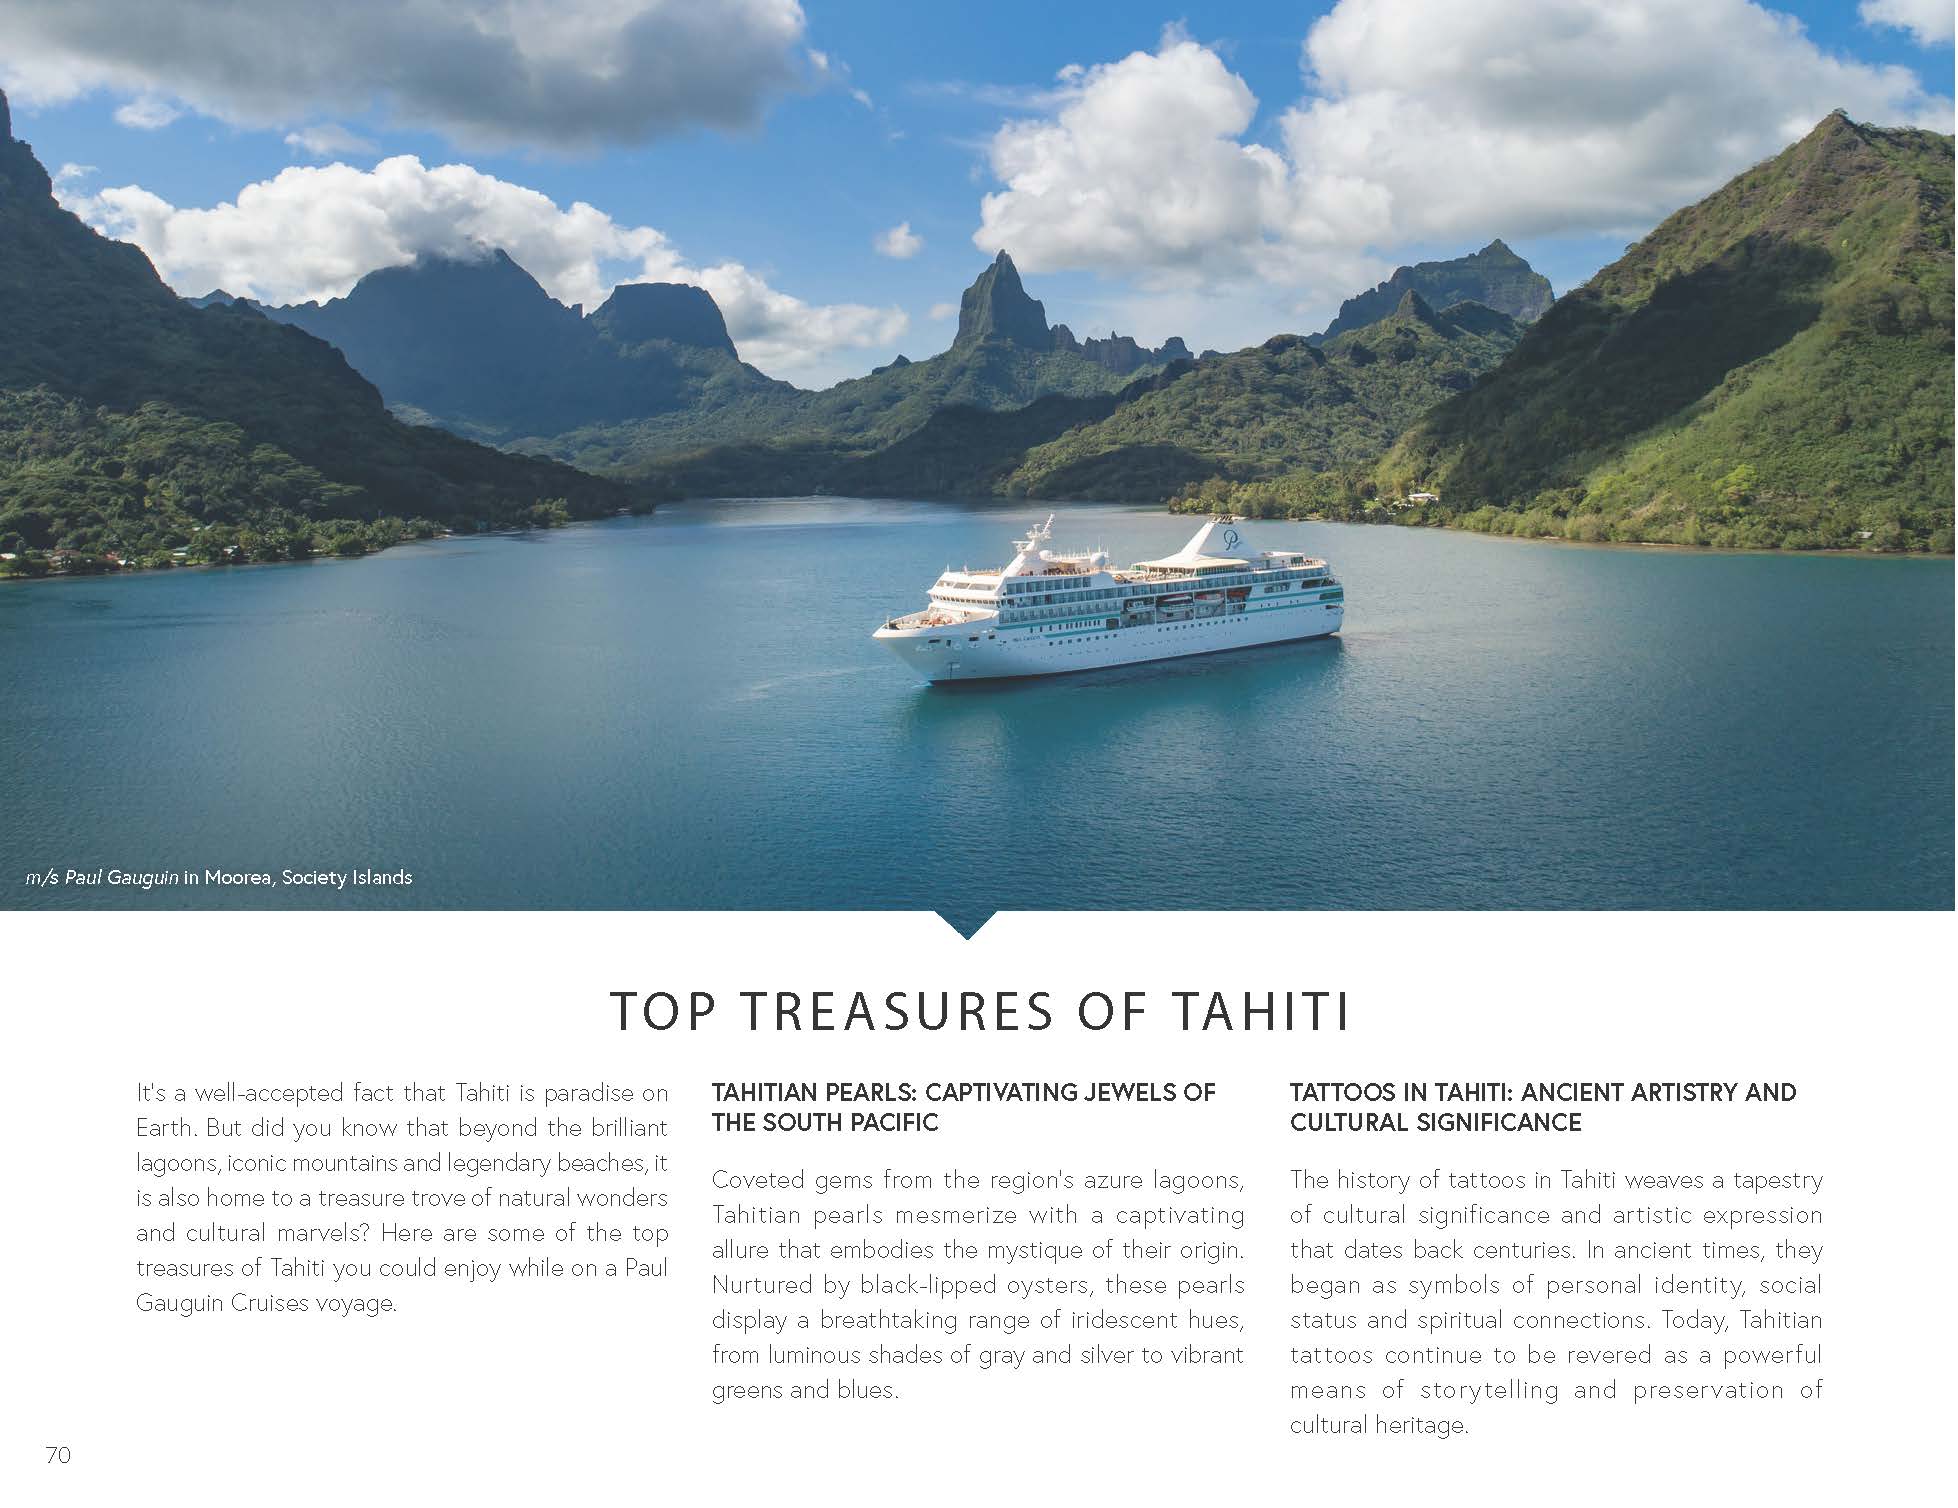 m/s Paul Gauguin in Moorea, Society Islands
TOP TREASURES OF TAHITI
It's a well-accepted fact that Tahiti is paradise on
Earth. But did you know that beyond the brilliant
lagoons, iconic mountains and legendary beaches, it
is also home to a treasure trove of natural wonders
and cultural marvels? Here are some of the top
treasures of Tahiti you could enjoy while on a Paul
Gauguin Cruises voyage.
TAHITIAN PEARLS: CAPTIVATING JEWELS OF
THE SOUTH PACIFIC
Coveted gems from the region's azure lagoons,
Tahitian pearls mesmerize with a captivating
allure that embodies the mystique of their origin.
Nurtured by black-lipped oysters, these pearls
display a breathtaking range of iridescent hues,
from luminous shades of gray and silver to vibrant
greens and blues.
TATTOOS IN TAHITI: ANCIENT ARTISTRY AND
CULTURAL SIGNIFICANCE
The history of tattoos in Tahiti weaves a tapestry
of cultural significance and artistic expression
that dates back centuries. In ancient times, they
began as symbols of personal identity, social
status and spiritual connections. Today, Tahitian
tattoos continue to be revered as a powerful
means of storytelling and preservation of
cultural heritage.
70